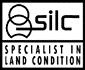 silc
SPECIALIST IN
LAND CONDITION